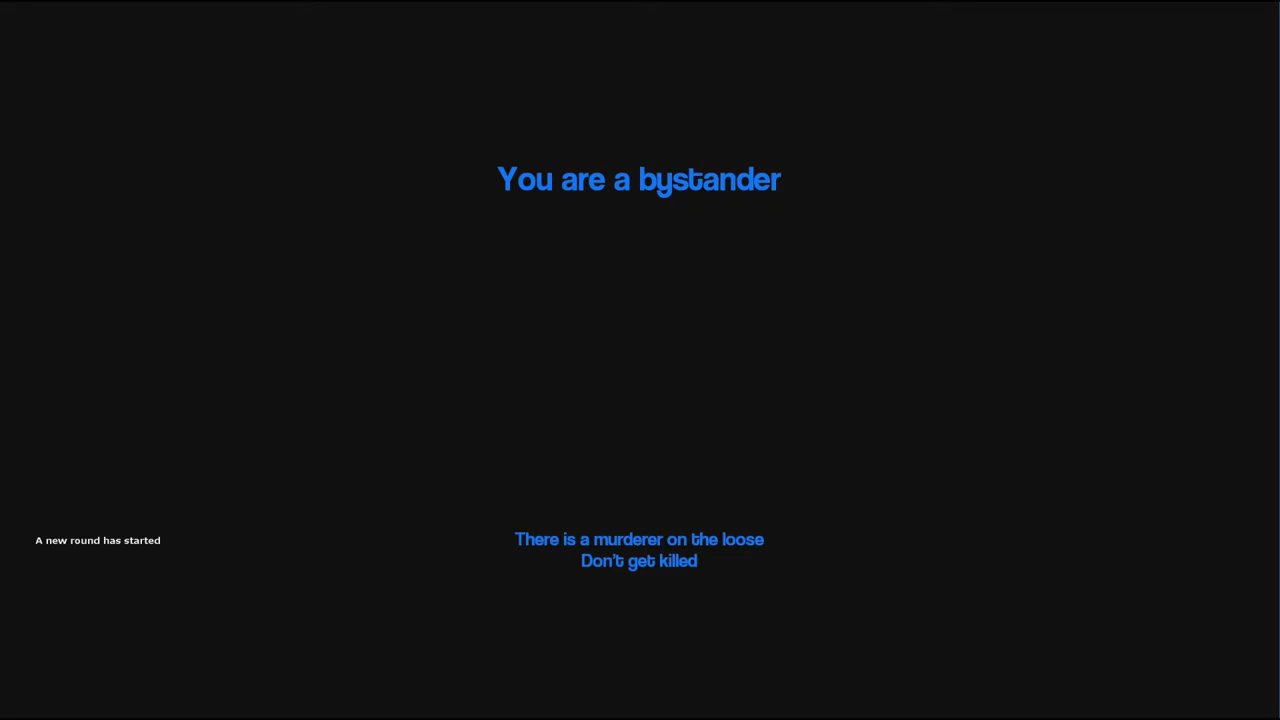 You are a bystander
A new round has started
There is a murderer on the loose
Don't get killed